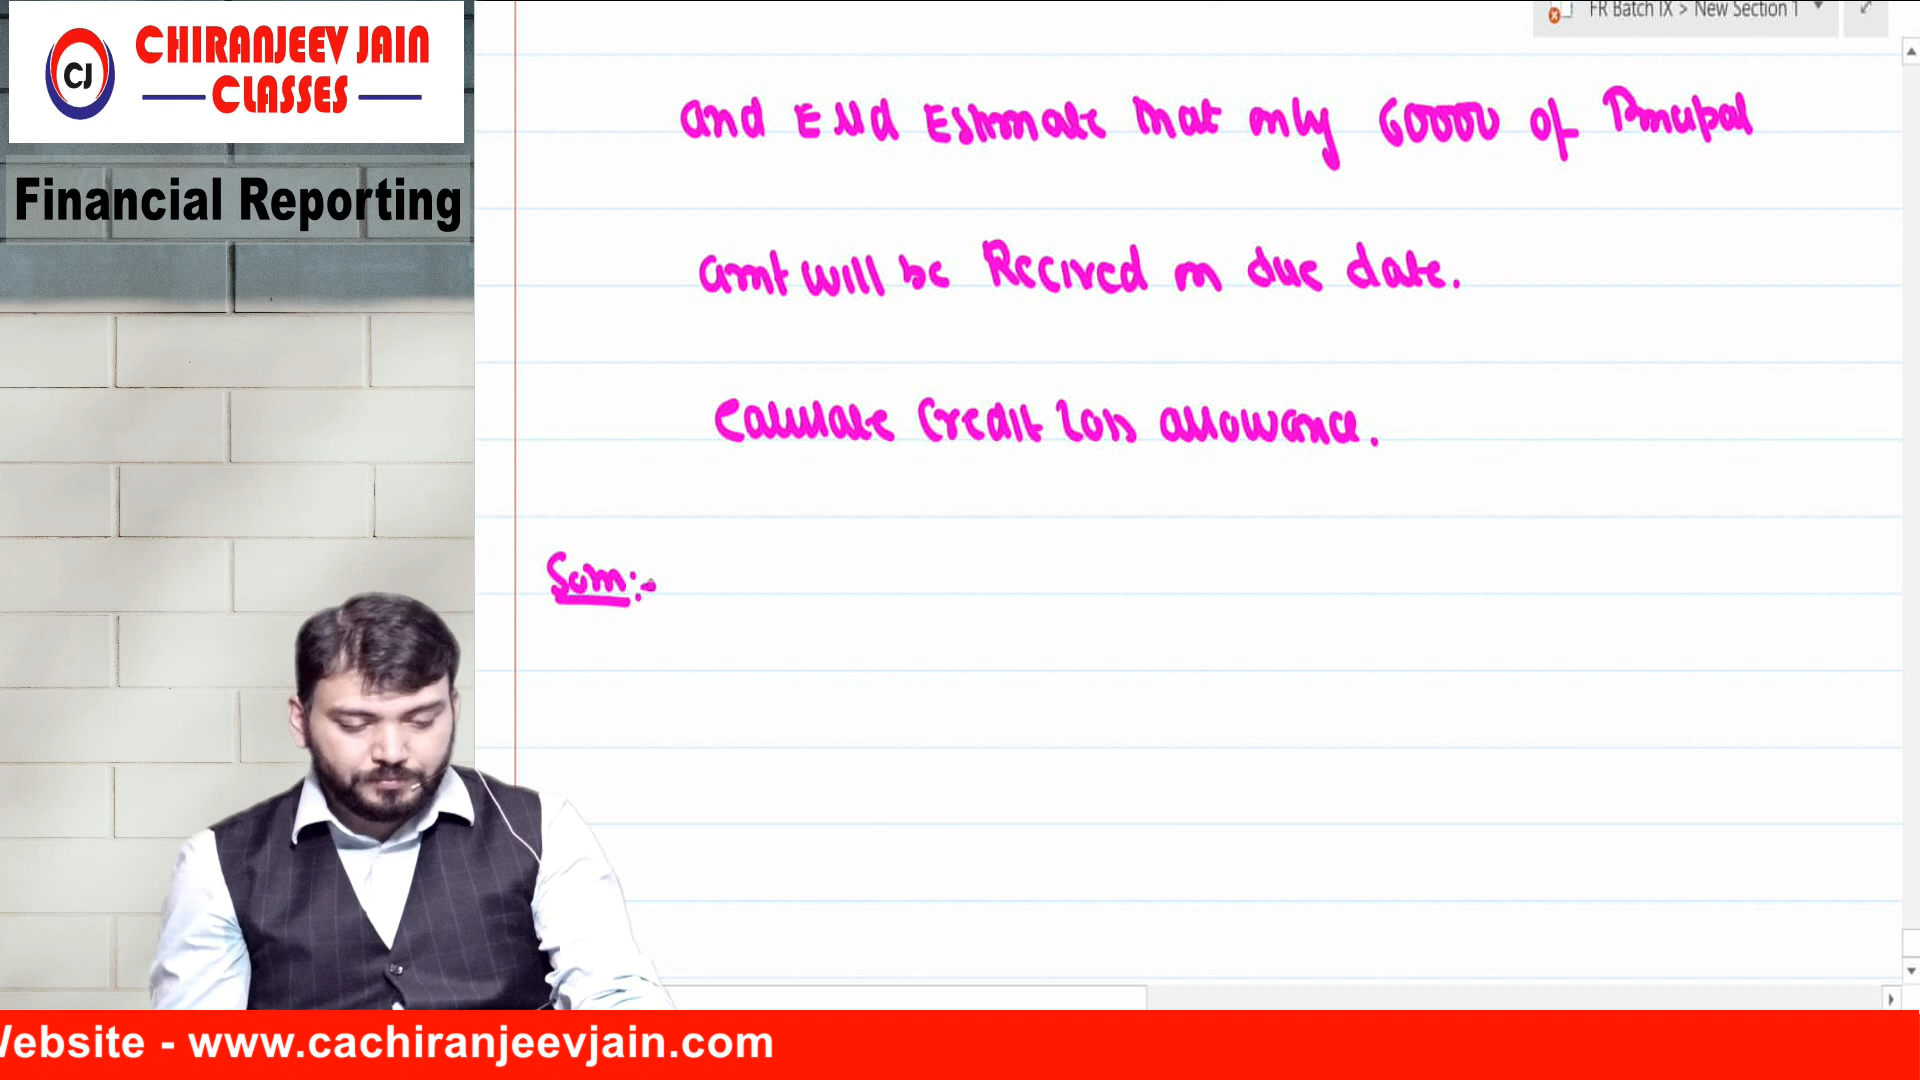 CHIRANJEEV JAIN
CLASSES
CJ
Financial Reporting
FR Batch IX > New Section 1
and End Estimate that only 60000 of Principal
amt will be Recived on due date.
Calculate Credit Loss allowance.
Soln:-
Website - www.cachiranjeevjain.com